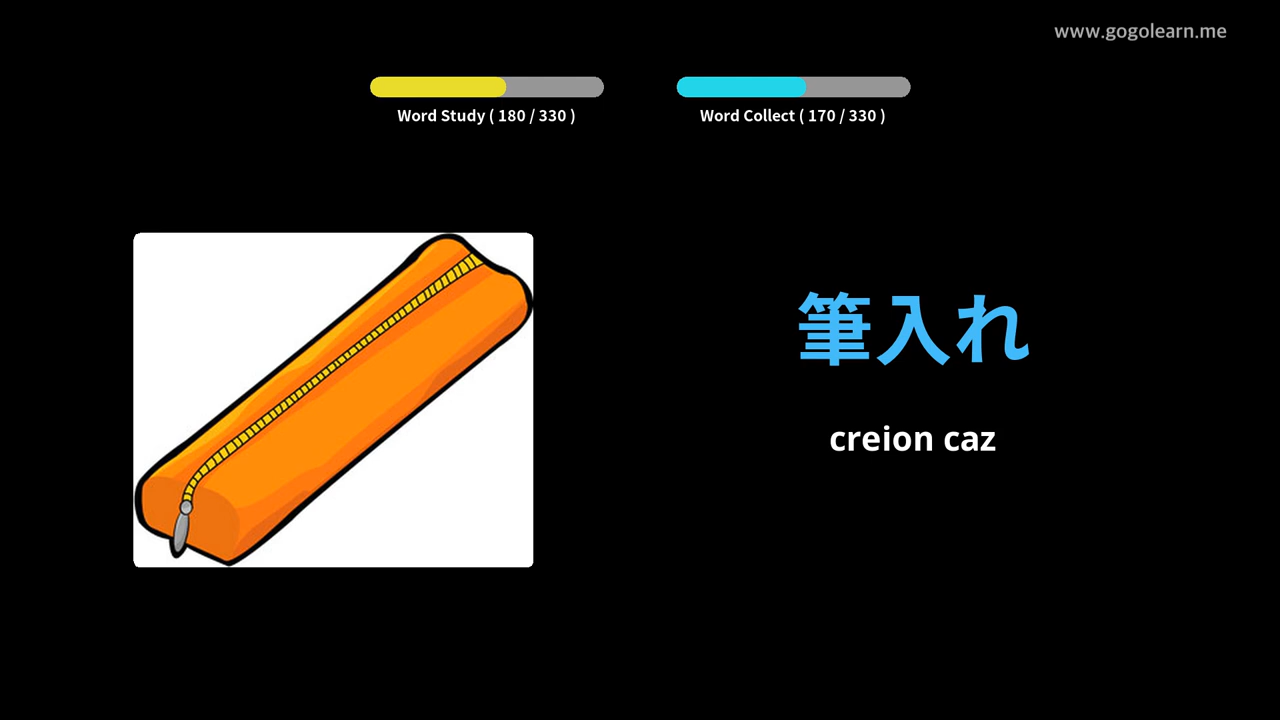 www.gogolearn.me
Word Study ( 180 / 330 )
Word Collect ( 170 / 330 )
筆入れ
creion caz